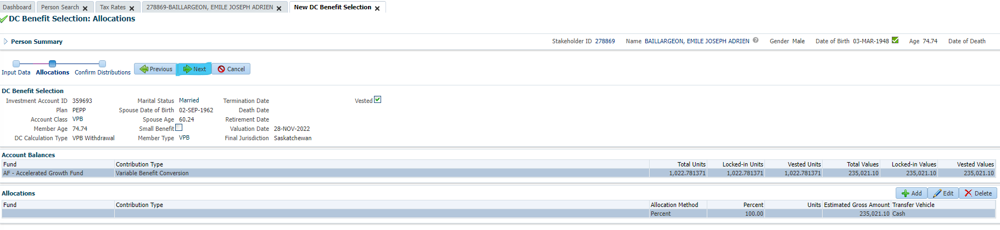 Dashboard Person Search Tax Rates 278869-BAILLARGEON, EMILE JOSEPH ADRIEN New DC Benefit Selection
DC Benefit Selection: Allocations
Person Summary Stakeholder ID 278869 Name BAILLARGEON, EMILE JOSEPH ADRIEN Gender Male Date of Birth 03-MAR-1948 Age 74.74 Date of Death
Input Data Allocations Confirm Distributions Previous Next Cancel
DC Benefit Selection
Investment Account ID 359693 Marital Status Married Termination Date Vested
Plan PEPP Spouse Date of Birth 02-SEP-1962 Death Date
Account Class VPB Spouse Age 60.24 Retirement Date
Member Age 74.74 Small Benefit Valuation Date 28-NOV-2022
DC Calculation Type VPB Withdrawal Member Type VPB Final Jurisdiction Saskatchewan
Account Balances
Fund Contribution Type Total Units Locked-in Units Vested Units Total Values Locked-in Values Vested Values
AF - Accelerated Growth Fund Variable Benefit Conversion 1,022.781371 1,022.781371 1,022.781371 235,021.10 235,021.10 235,021.10
Allocations Add Edit Delete
Fund Contribution Type Allocation Method Percent Units Estimated Gross Amount Transfer Vehicle
Percent 100.00 235,021.10 Cash